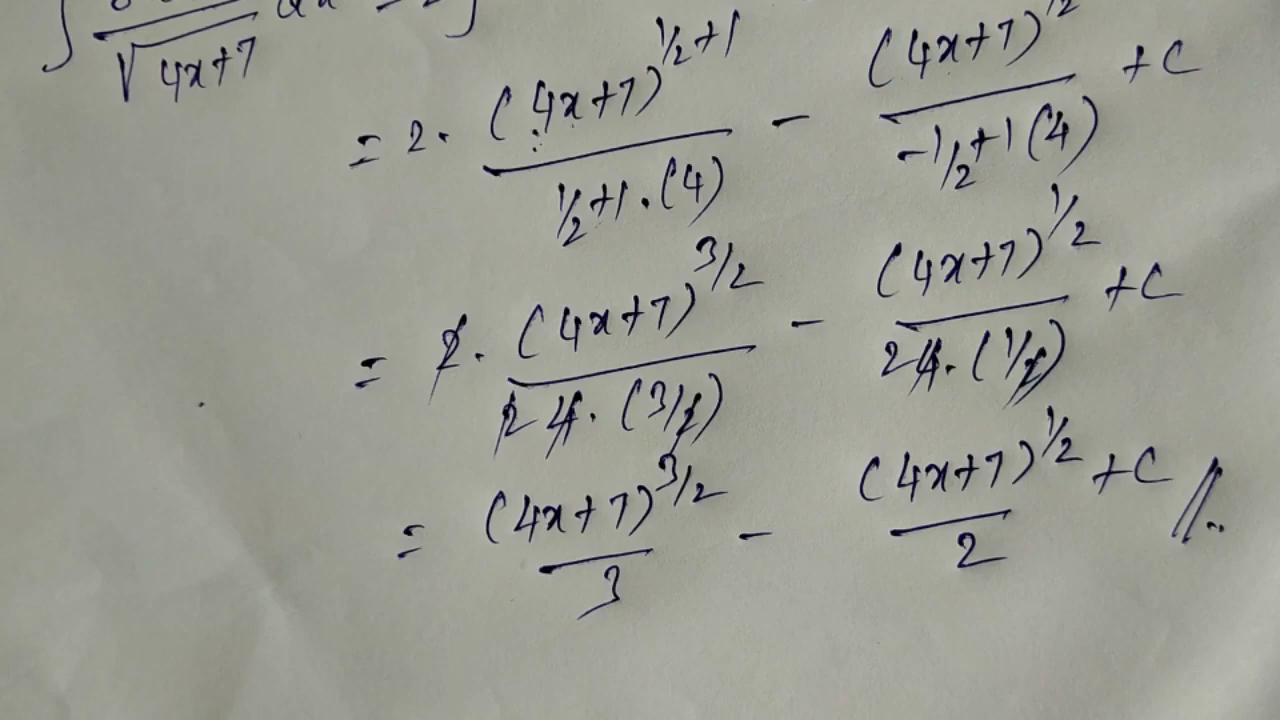 √4x+7
= 2. (4x+7)^1/2+1 / 1/2+1.(4) - (4x+7)^1/2 / -1/2+1(4) +C
= 2. (4x+7)^3/2 / 2 4.(3/2) - (4x+7)^1/2 / 2 4.(1/2) +C
= (4x+7)^3/2 / 3 - (4x+7)^1/2 / 2 +C //.